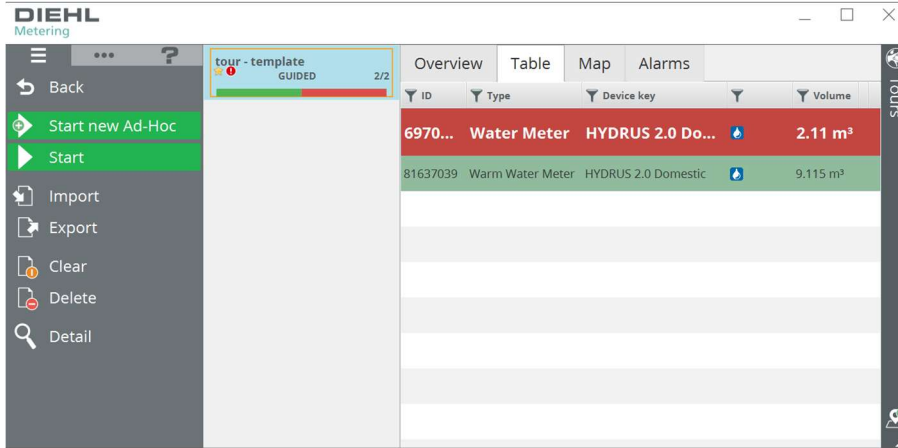 DIEHL
Metering
?
Back
Start new Ad-Hoc
Start
Import
Export
Clear
Delete
Detail
tour - template
GUIDED 2/2
Overview Table Map Alarms
ID Type Device key Volume
6970... Water Meter HYDRUS 2.0 Do... 2.11 m³
81637039 Warm Water Meter HYDRUS 2.0 Domestic 9.115 m³
Tours